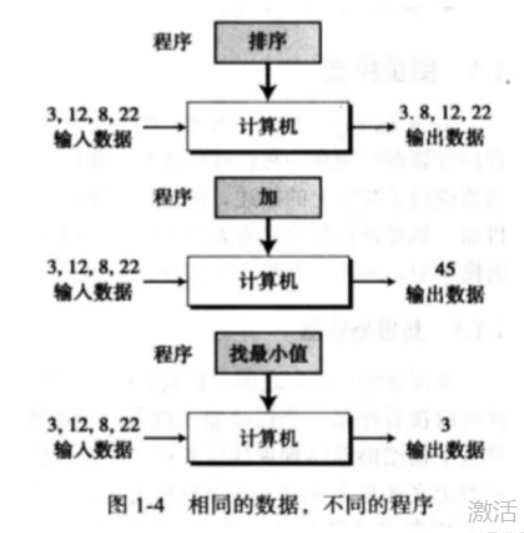 程序 排序
3, 12, 8, 22 计算机 3. 8, 12, 22
输入数据 输出数据
程序 加
3, 12, 8, 22 计算机 45
输入数据 输出数据
程序 找最小值
3, 12, 8, 22 计算机 3
输入数据 输出数据
图 1-4 相同的数据，不同的程序
激活